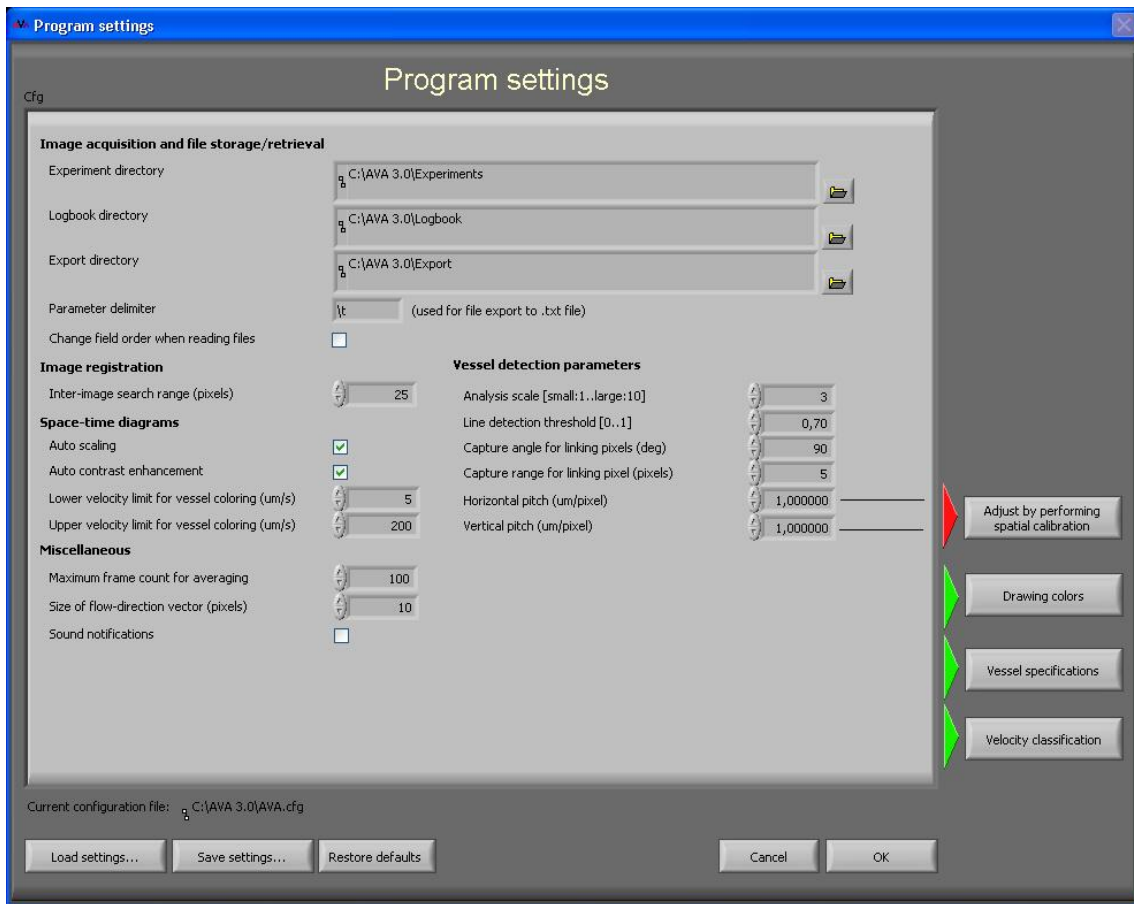 Program settings
Program settings
Cfg
Image acquisition and file storage/retrieval
Experiment directory
C:\AVA 3.0\Experiments
Logbook directory
C:\AVA 3.0\Logbook
Export directory
C:\AVA 3.0\Export
Parameter delimiter
\t
(used for file export to .txt file)
Change field order when reading files
Image registration
Inter-image search range (pixels)
25
Space-time diagrams
Auto scaling
Auto contrast enhancement
Lower velocity limit for vessel coloring (um/s)
5
Upper velocity limit for vessel coloring (um/s)
200
Miscellaneous
Maximum frame count for averaging
100
Size of flow-direction vector (pixels)
10
Sound notifications
Vessel detection parameters
Analysis scale [small:1..large:10]
3
Line detection threshold [0..1]
0,70
Capture angle for linking pixels (deg)
90
Capture range for linking pixel (pixels)
5
Horizontal pitch (um/pixel)
1,000000
Vertical pitch (um/pixel)
1,000000
Adjust by performing
spatial calibration
Drawing colors
Vessel specifications
Velocity classification
Current configuration file: C:\AVA 3.0\AVA.cfg
Load settings...
Save settings...
Restore defaults
Cancel
OK